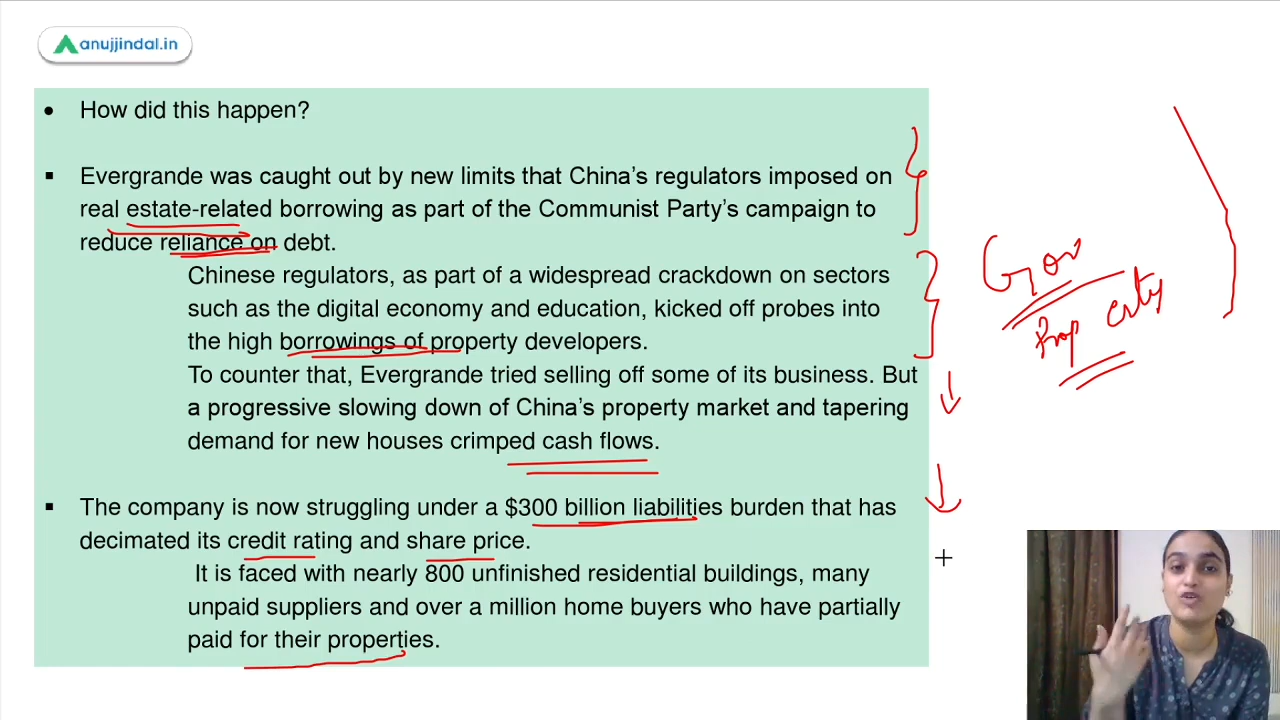 anujjindal.in
• How did this happen?
▪ Evergrande was caught out by new limits that China’s regulators imposed on
real estate-related borrowing as part of the Communist Party’s campaign to
reduce reliance on debt.
Chinese regulators, as part of a widespread crackdown on sectors
such as the digital economy and education, kicked off probes into
the high borrowings of property developers.
To counter that, Evergrande tried selling off some of its business. But
a progressive slowing down of China’s property market and tapering
demand for new houses crimped cash flows.
▪ The company is now struggling under a $300 billion liabilities burden that has
decimated its credit rating and share price.
It is faced with nearly 800 unfinished residential buildings, many
unpaid suppliers and over a million home buyers who have partially
paid for their properties.
Gov
Property